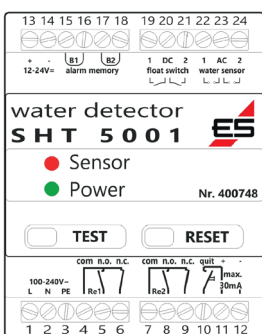 13 14 15 16 17 18 19 20 21 22 23 24
+ - B1 B2 1 DC 2 1 AC 2
12-24V= alarm memory float switch water sensor
water detector
SHT 5001 ES
Sensor
Power Nr. 400748
TEST RESET
com n.o. n.c. com n.o. n.c. quit + -
100-240V~ max.
L N PE Re1 Re2 30mA
1 2 3 4 5 6 7 8 9 10 11 12